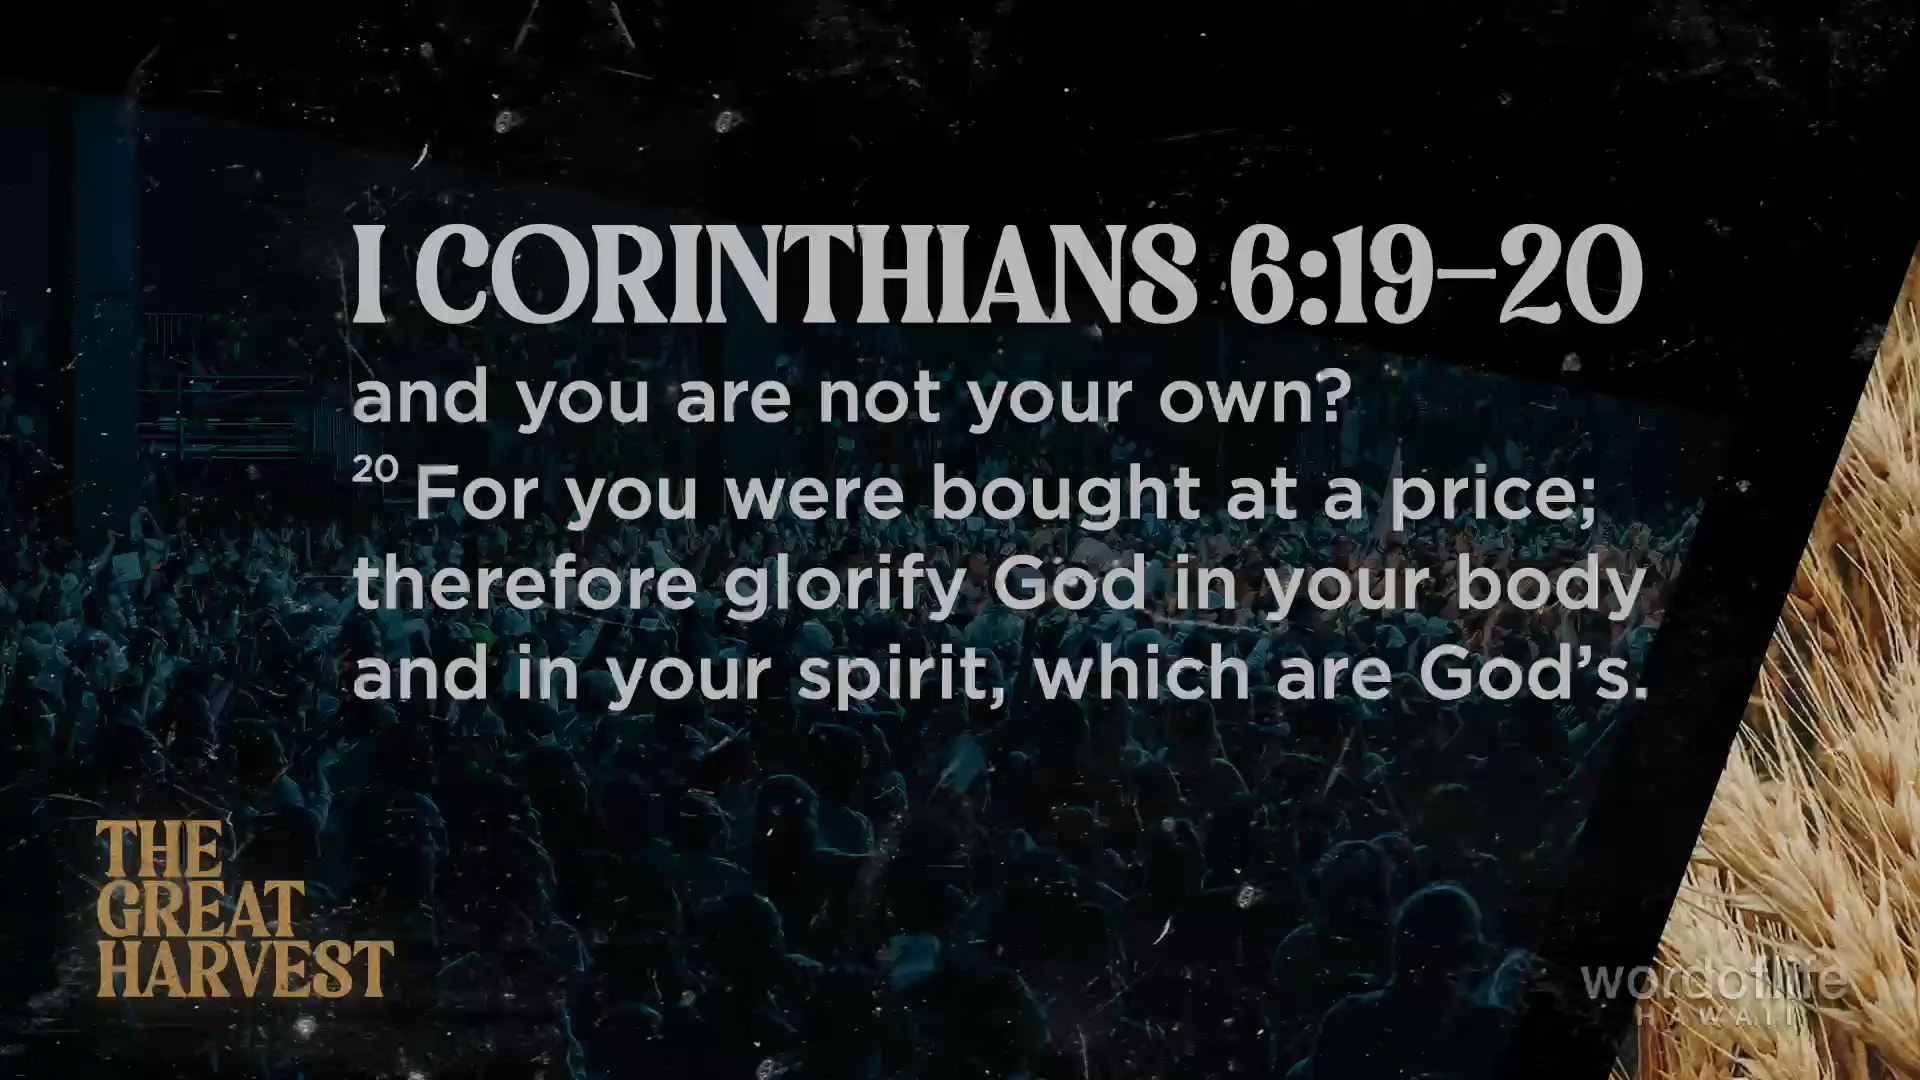 I CORINTHIANS 6:19–20
and you are not your own?
20 For you were bought at a price;
therefore glorify God in your body
and in your spirit, which are God’s.
THE
GREAT
HARVEST
wordoflife
HAWAII